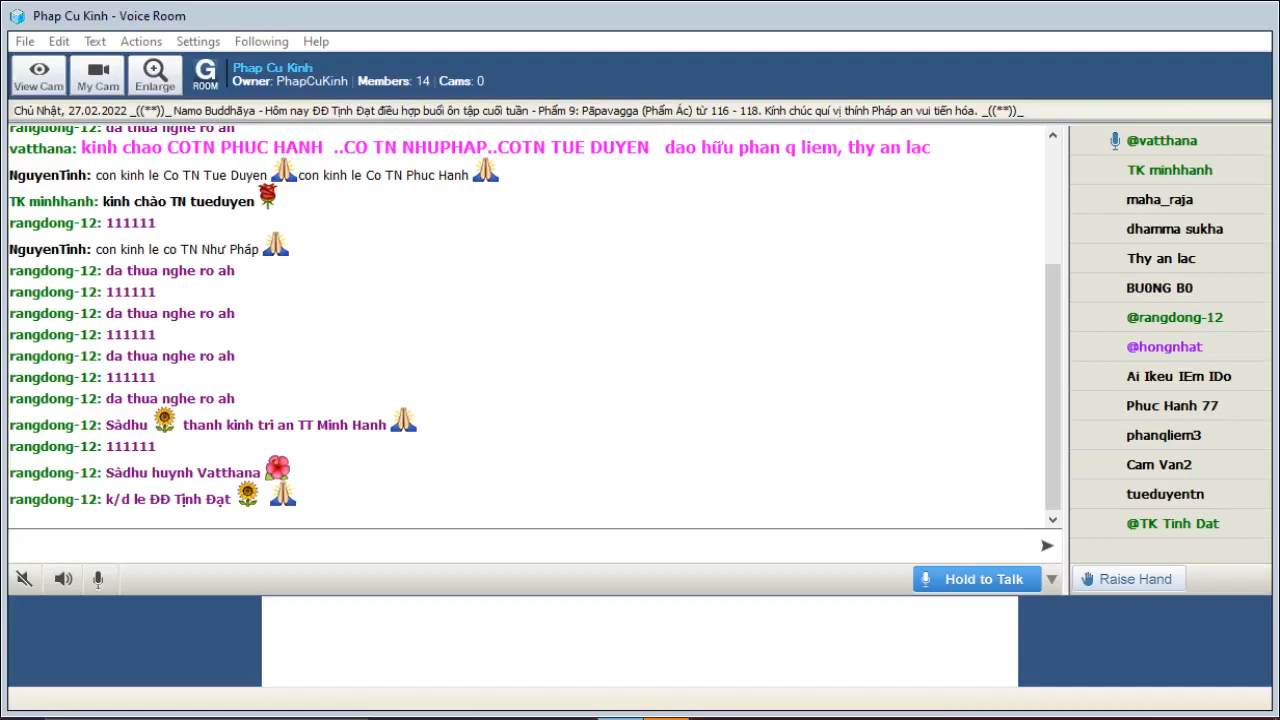 Phap Cu Kinh - Voice Room
File Edit Text Actions Settings Following Help
View Cam My Cam Enlarge G ROOM
Phap Cu Kinh
Owner: PhapCuKinh | Members: 14 | Cams: 0
Chủ Nhật, 27.02.2022 _((**))_ Namo Buddhāya - Hôm nay ĐĐ Tịnh Đạt điều hợp buổi ôn tập cuối tuần - Phẩm 9: Pāpavagga (Phẩm Ác) từ 116 - 118. Kính chúc quí vị thính Pháp an vui tiến hóa. _((**))_
rangdong-12: da thua nghe ro ah
vatthana: kinh chao COTN PHUC HANH ..CO TN NHUPHAP..COTN TUE DUYEN dao hữu phan q liem, thy an lac
NguyenTinh: con kinh le Co TN Tue Duyen con kinh le Co TN Phuc Hanh
TK minhhanh: kính chào TN tueduyen
rangdong-12: 111111
NguyenTinh: con kinh le co TN Như Pháp
rangdong-12: da thua nghe ro ah
rangdong-12: 111111
rangdong-12: da thua nghe ro ah
rangdong-12: 111111
rangdong-12: da thua nghe ro ah
rangdong-12: 111111
rangdong-12: da thua nghe ro ah
rangdong-12: Sàdhu thanh kính tri an TT Minh Hanh
rangdong-12: 111111
rangdong-12: Sàdhu huynh Vatthana
rangdong-12: k/d le ĐĐ Tịnh Đạt
@vatthana
TK minhhanh
maha_raja
dhamma sukha
Thy an lac
BU0NG B0
@rangdong-12
@hongnhat
Ai Ikeu IEm IDo
Phuc Hanh 77
phanqliem3
Cam Van2
tueduyentn
@TK Tinh Dat
Hold to Talk
Raise Hand